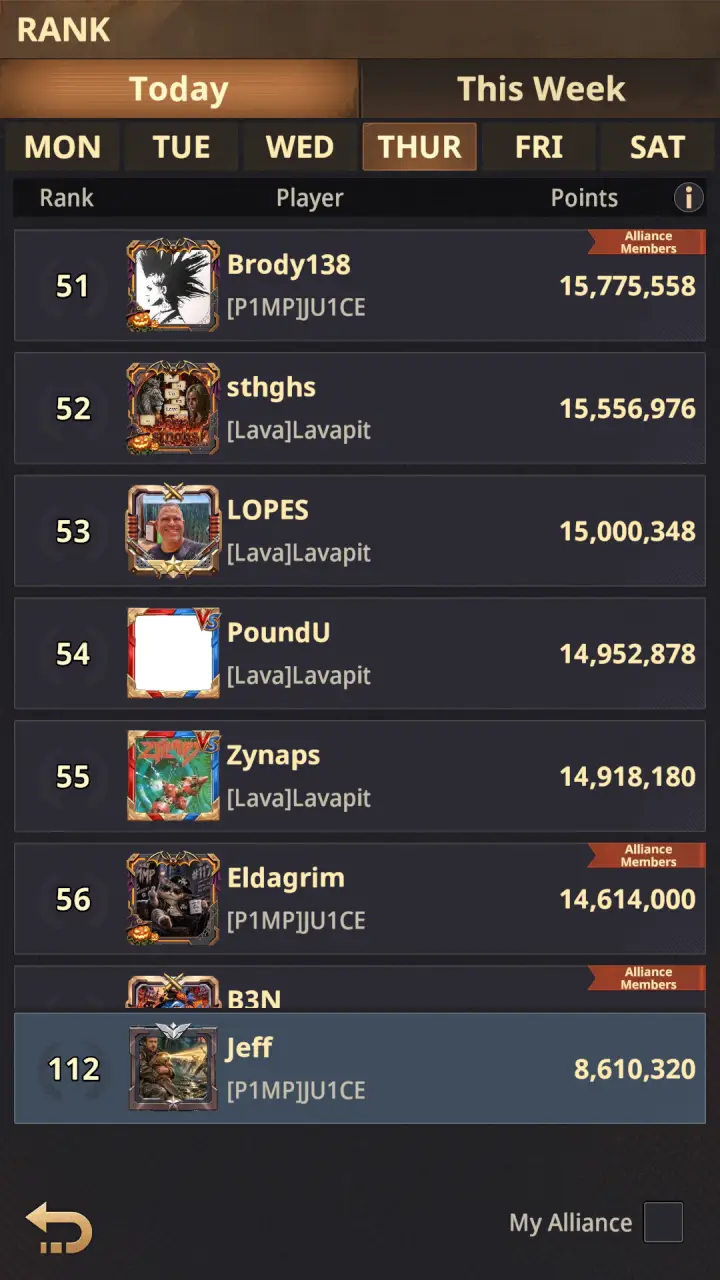 RANK
Today This Week
MON TUE WED THUR FRI SAT
Rank Player Points i
Alliance
Members
51 Brody138 15,775,558
[P1MP]JU1CE
52 sthghs 15,556,976
[Lava]Lavapit
53 LOPES 15,000,348
[Lava]Lavapit
VS
54 PoundU 14,952,878
[Lava]Lavapit
VS
55 Zynaps 14,918,180
[Lava]Lavapit
Alliance
Members
56 Eldagrim 14,614,000
[P1MP]JU1CE
Alliance
Members
B3N
112 Jeff 8,610,320
[P1MP]JU1CE
My Alliance